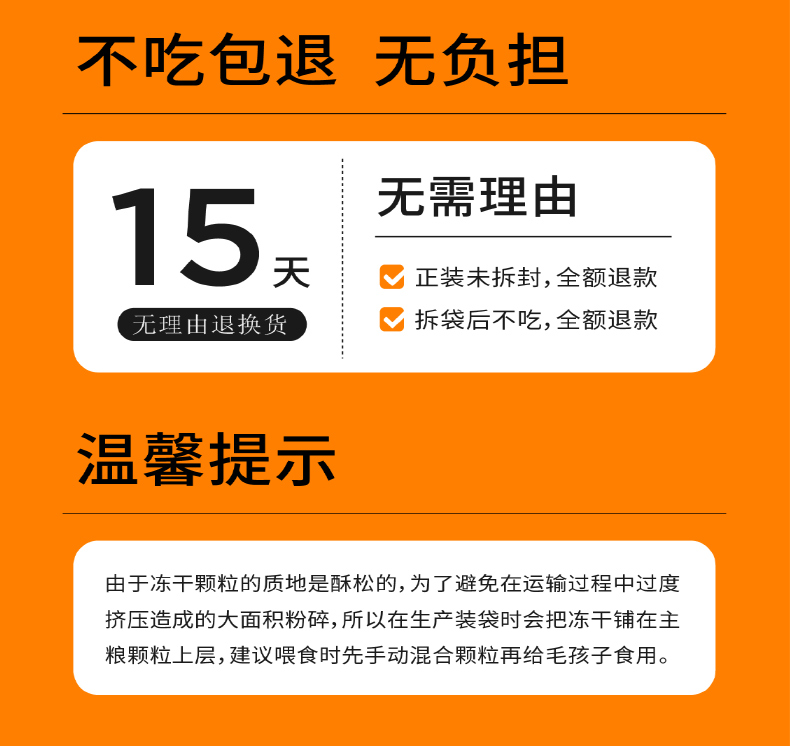 不吃包退 无负担
15天
无理由退换货
无需理由
正装未拆封,全额退款
拆袋后不吃,全额退款
温馨提示
由于冻干颗粒的质地是酥松的,为了避免在运输过程中过度
挤压造成的大面积粉碎,所以在生产装袋时会把冻干铺在主
粮颗粒上层,建议喂食时先手动混合颗粒再给毛孩子食用。